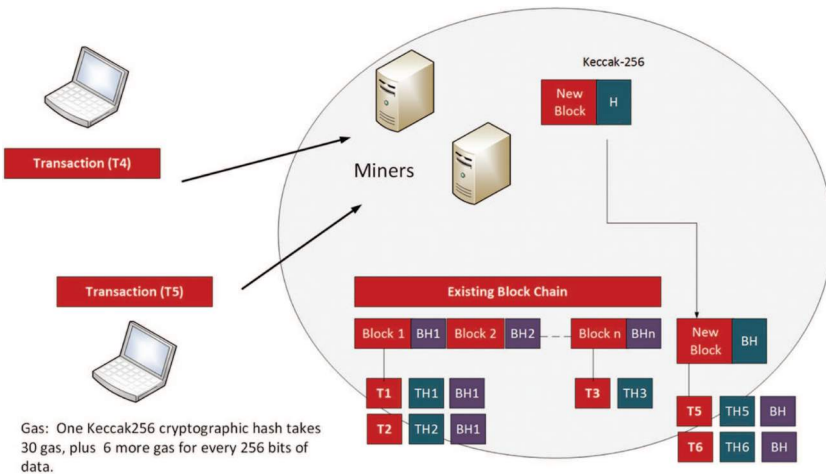 Keccak-256
New
Block
H
Transaction (T4)
Miners
Transaction (T5)
Existing Block Chain
Block 1 BH1 Block 2 BH2 Block n BHn
New
Block
BH
T1 TH1 BH1
T3 TH3
T2 TH2 BH1
T5 TH5 BH
T6 TH6 BH
Gas: One Keccak256 cryptographic hash takes
30 gas, plus 6 more gas for every 256 bits of
data.